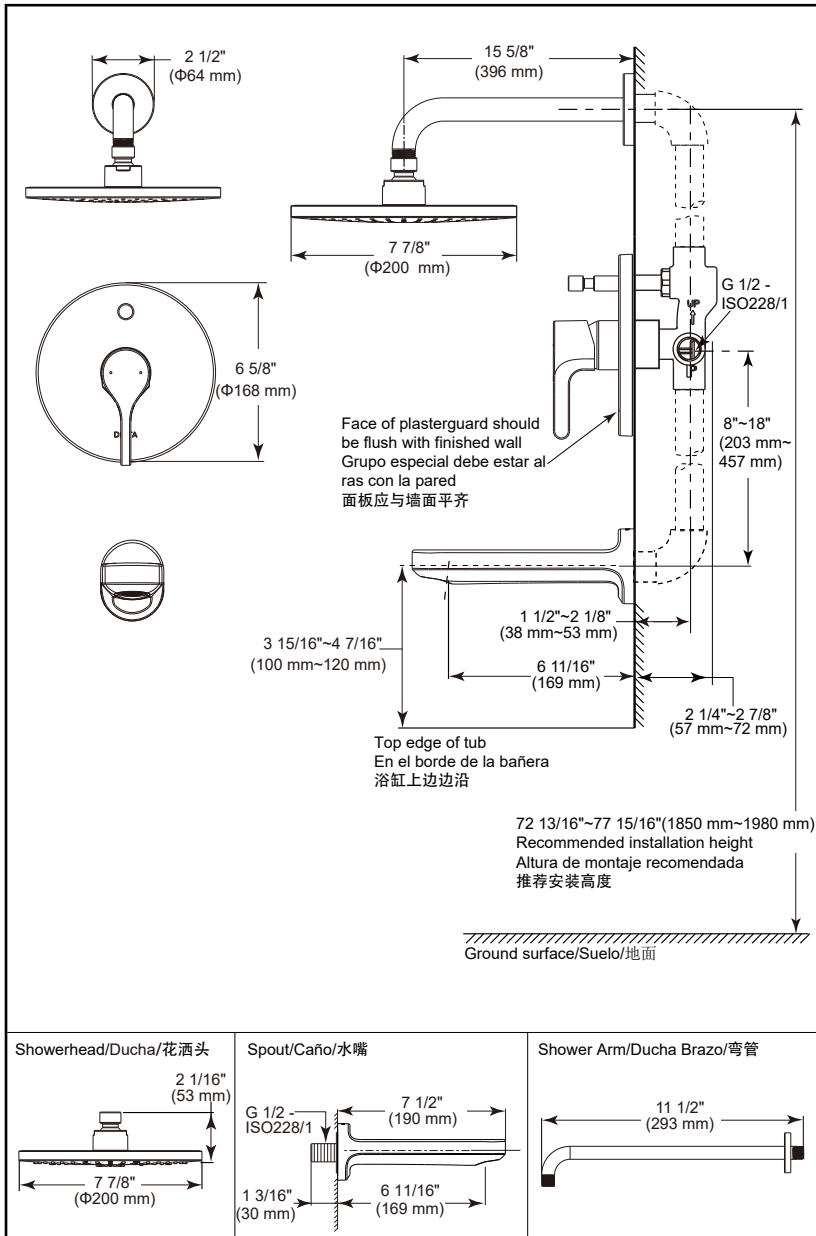 2 1/2"
(Φ64 mm)
15 5/8"
(396 mm)
7 7/8"
(Φ200 mm)
G 1/2 -
ISO228/1
UP
6 5/8"
(Φ168 mm)
8"~18"
(203 mm~
457 mm)
Face of plasterguard should
be flush with finished wall
Grupo especial debe estar al
ras con la pared
面板应与墙面平齐
1 1/2"~2 1/8"
(38 mm~53 mm)
3 15/16"~4 7/16"
(100 mm~120 mm)
6 11/16"
(169 mm)
2 1/4"~2 7/8"
(57 mm~72 mm)
Top edge of tub
En el borde de la bañera
浴缸上边边沿
72 13/16"~77 15/16"(1850 mm~1980 mm)
Recommended installation height
Altura de montaje recomendada
推荐安装高度
Ground surface/Suelo/地面
Showerhead/Ducha/花洒头
2 1/16"
(53 mm)
7 7/8"
(Φ200 mm)
Spout/Caño/水嘴
G 1/2 -
ISO228/1
7 1/2"
(190 mm)
1 3/16"
(30 mm)
6 11/16"
(169 mm)
Shower Arm/Ducha Brazo/弯管
11 1/2"
(293 mm)